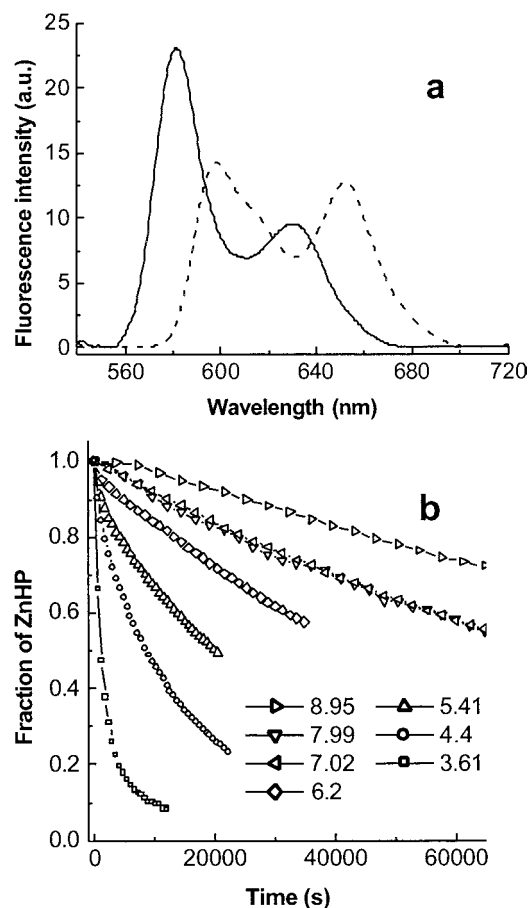 a
Fluorescence intensity (a.u.)
25
20
15
10
5
0
560 600 640 680 720
Wavelength (nm)
b
Fraction of ZnHP
1.0
0.8
0.6
0.4
0.2
0.0
8.95 5.41
7.99 4.4
7.02 3.61
6.2
0 20000 40000 60000
Time (s)